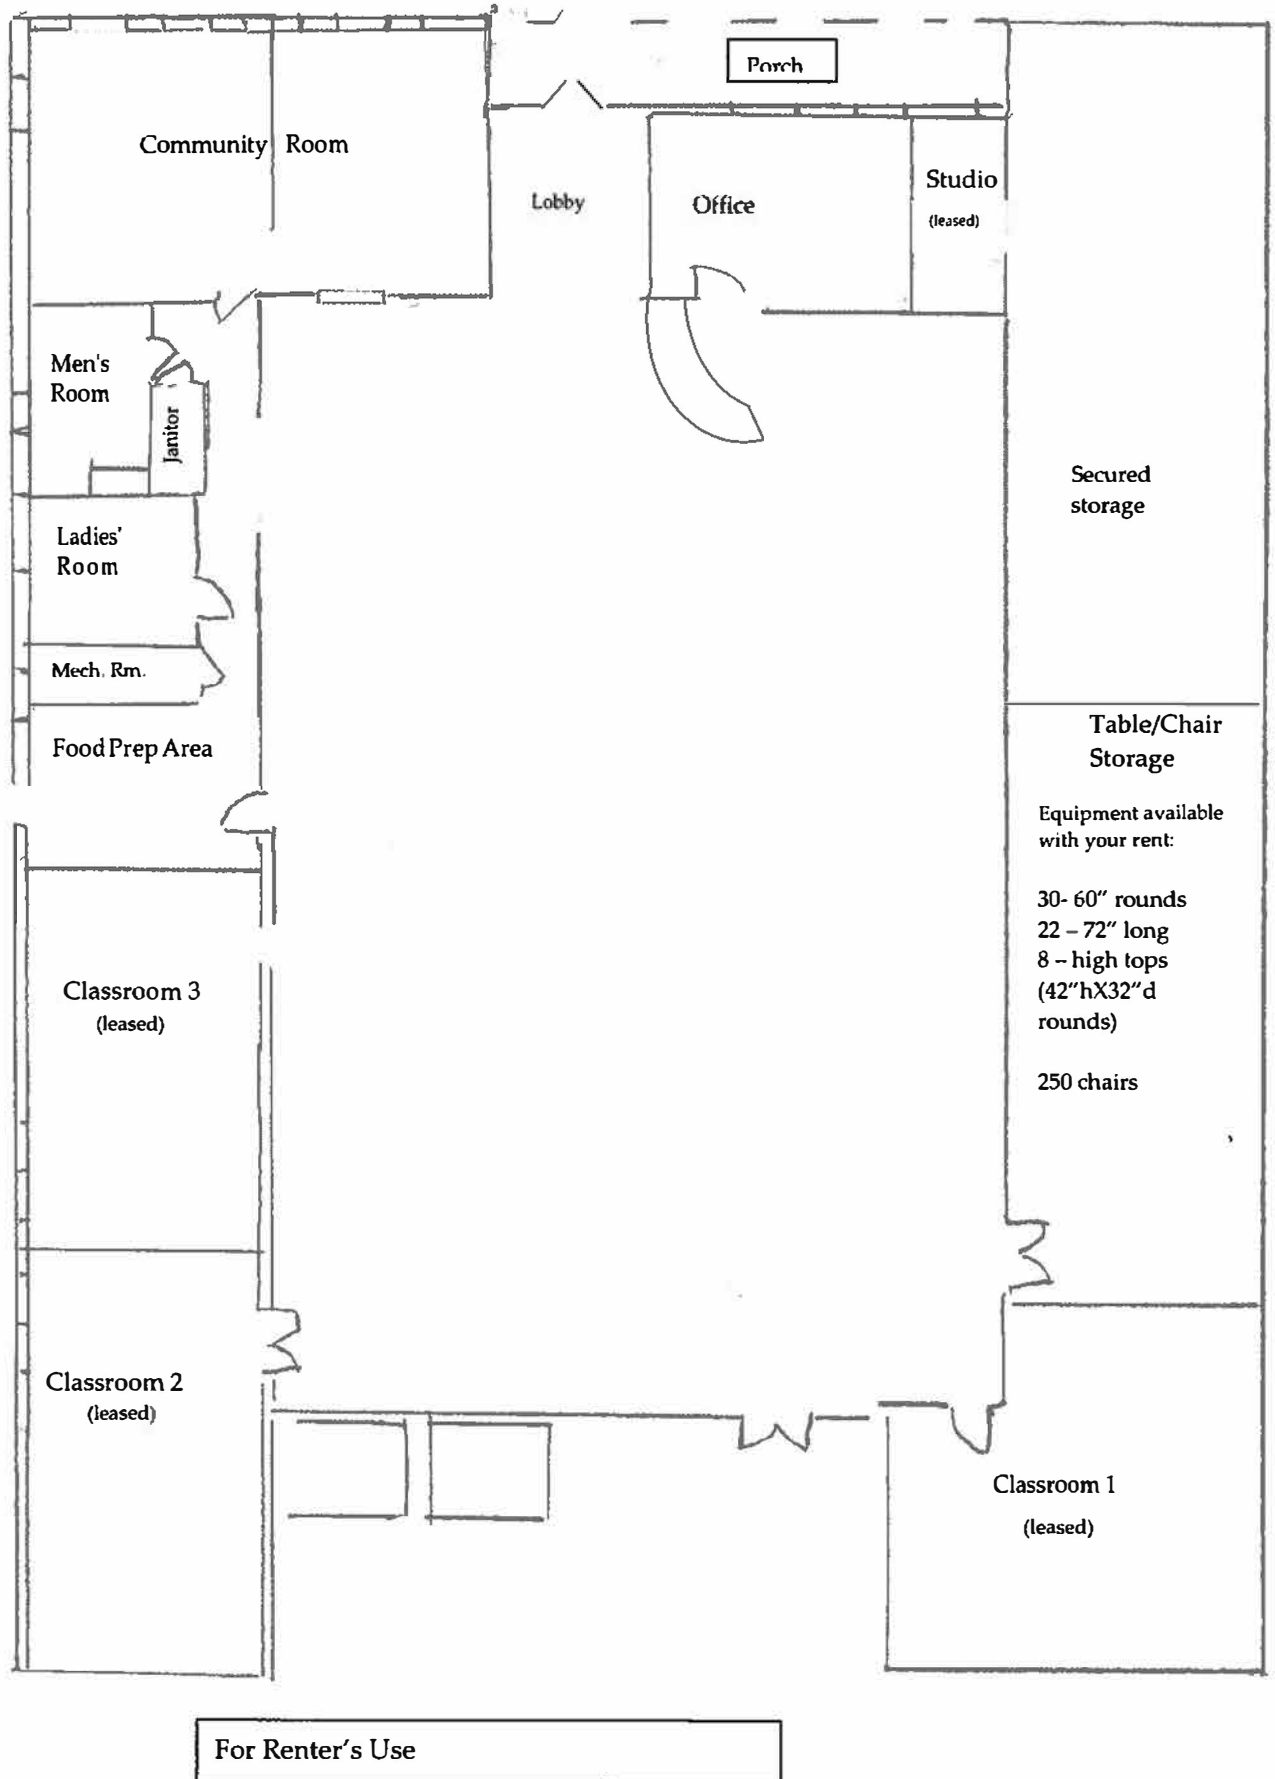 Porch
Community Room
Lobby
Office
Studio
(leased)
Men's
Room
Janitor
Secured
storage
Ladies'
Room
Mech. Rm.
Food Prep Area
Table/Chair
Storage
Equipment available
with your rent:
30- 60" rounds
22 – 72" long
8 – high tops
(42"hX32"d
rounds)
250 chairs
Classroom 3
(leased)
Classroom 2
(leased)
Classroom 1
(leased)
For Renter's Use